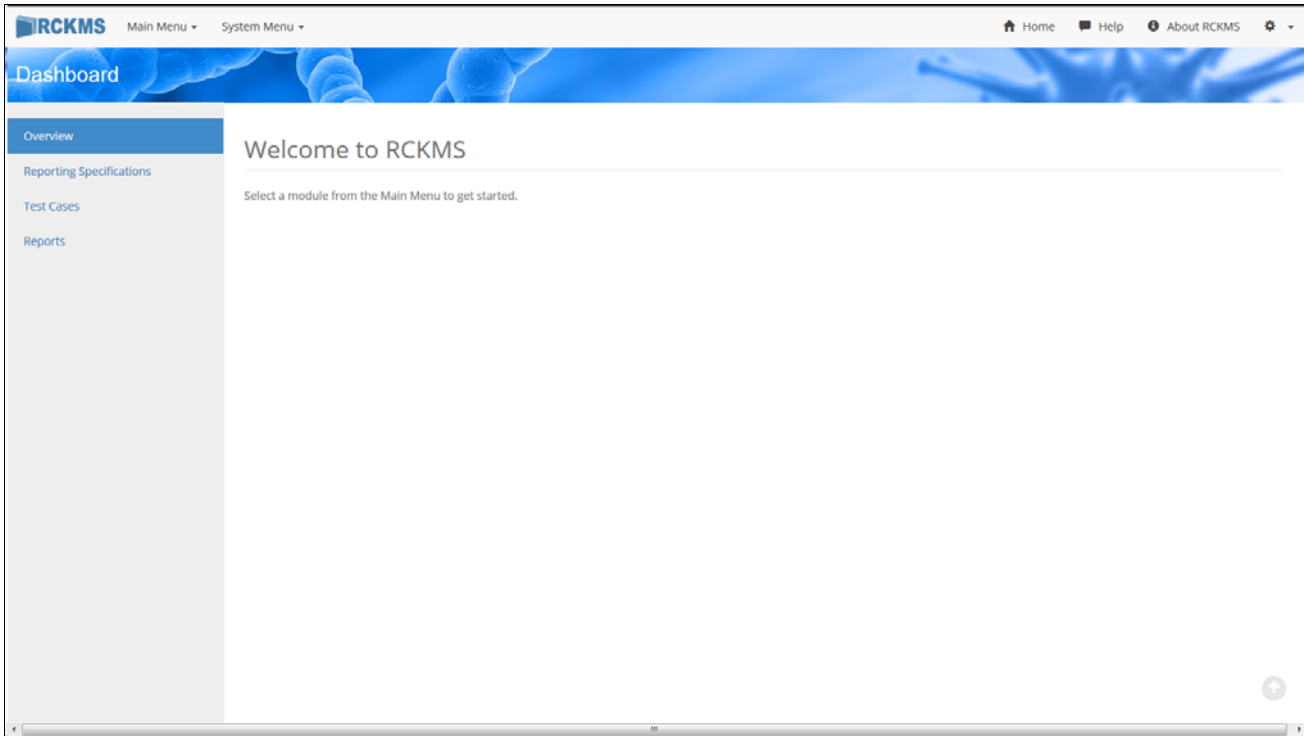 RCKMS Main Menu System Menu Home Help About RCKMS
Dashboard
Overview
Reporting Specifications
Test Cases
Reports
Welcome to RCKMS
Select a module from the Main Menu to get started.